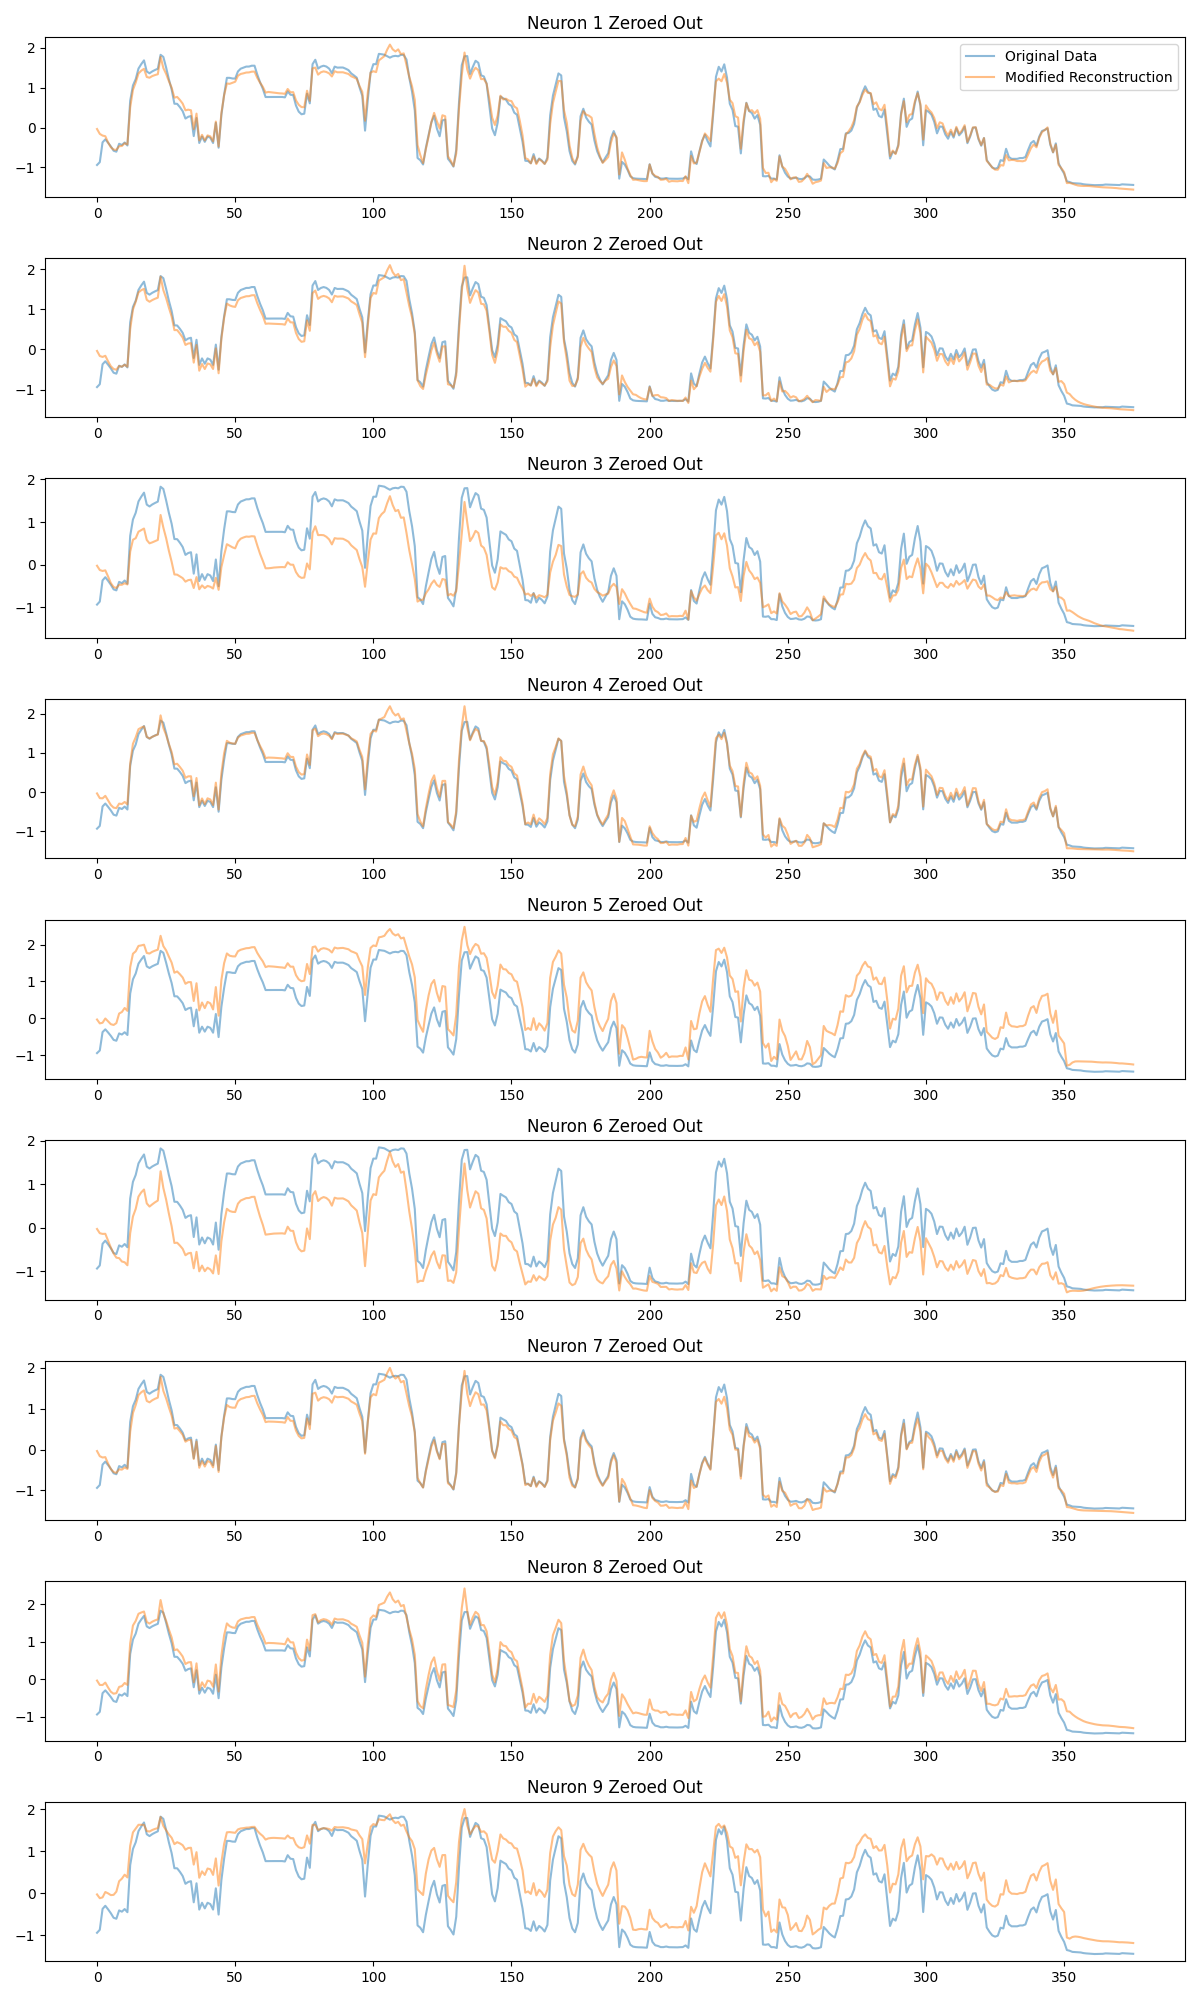 Neuron 1 Zeroed Out
Original Data
Modified Reconstruction
2
1
0
−1
0 50 100 150 200 250 300 350
Neuron 2 Zeroed Out
2
1
0
−1
0 50 100 150 200 250 300 350
Neuron 3 Zeroed Out
2
1
0
−1
0 50 100 150 200 250 300 350
Neuron 4 Zeroed Out
2
1
0
−1
0 50 100 150 200 250 300 350
Neuron 5 Zeroed Out
2
1
0
−1
0 50 100 150 200 250 300 350
Neuron 6 Zeroed Out
2
1
0
−1
0 50 100 150 200 250 300 350
Neuron 7 Zeroed Out
2
1
0
−1
0 50 100 150 200 250 300 350
Neuron 8 Zeroed Out
2
1
0
−1
0 50 100 150 200 250 300 350
Neuron 9 Zeroed Out
2
1
0
−1
0 50 100 150 200 250 300 350